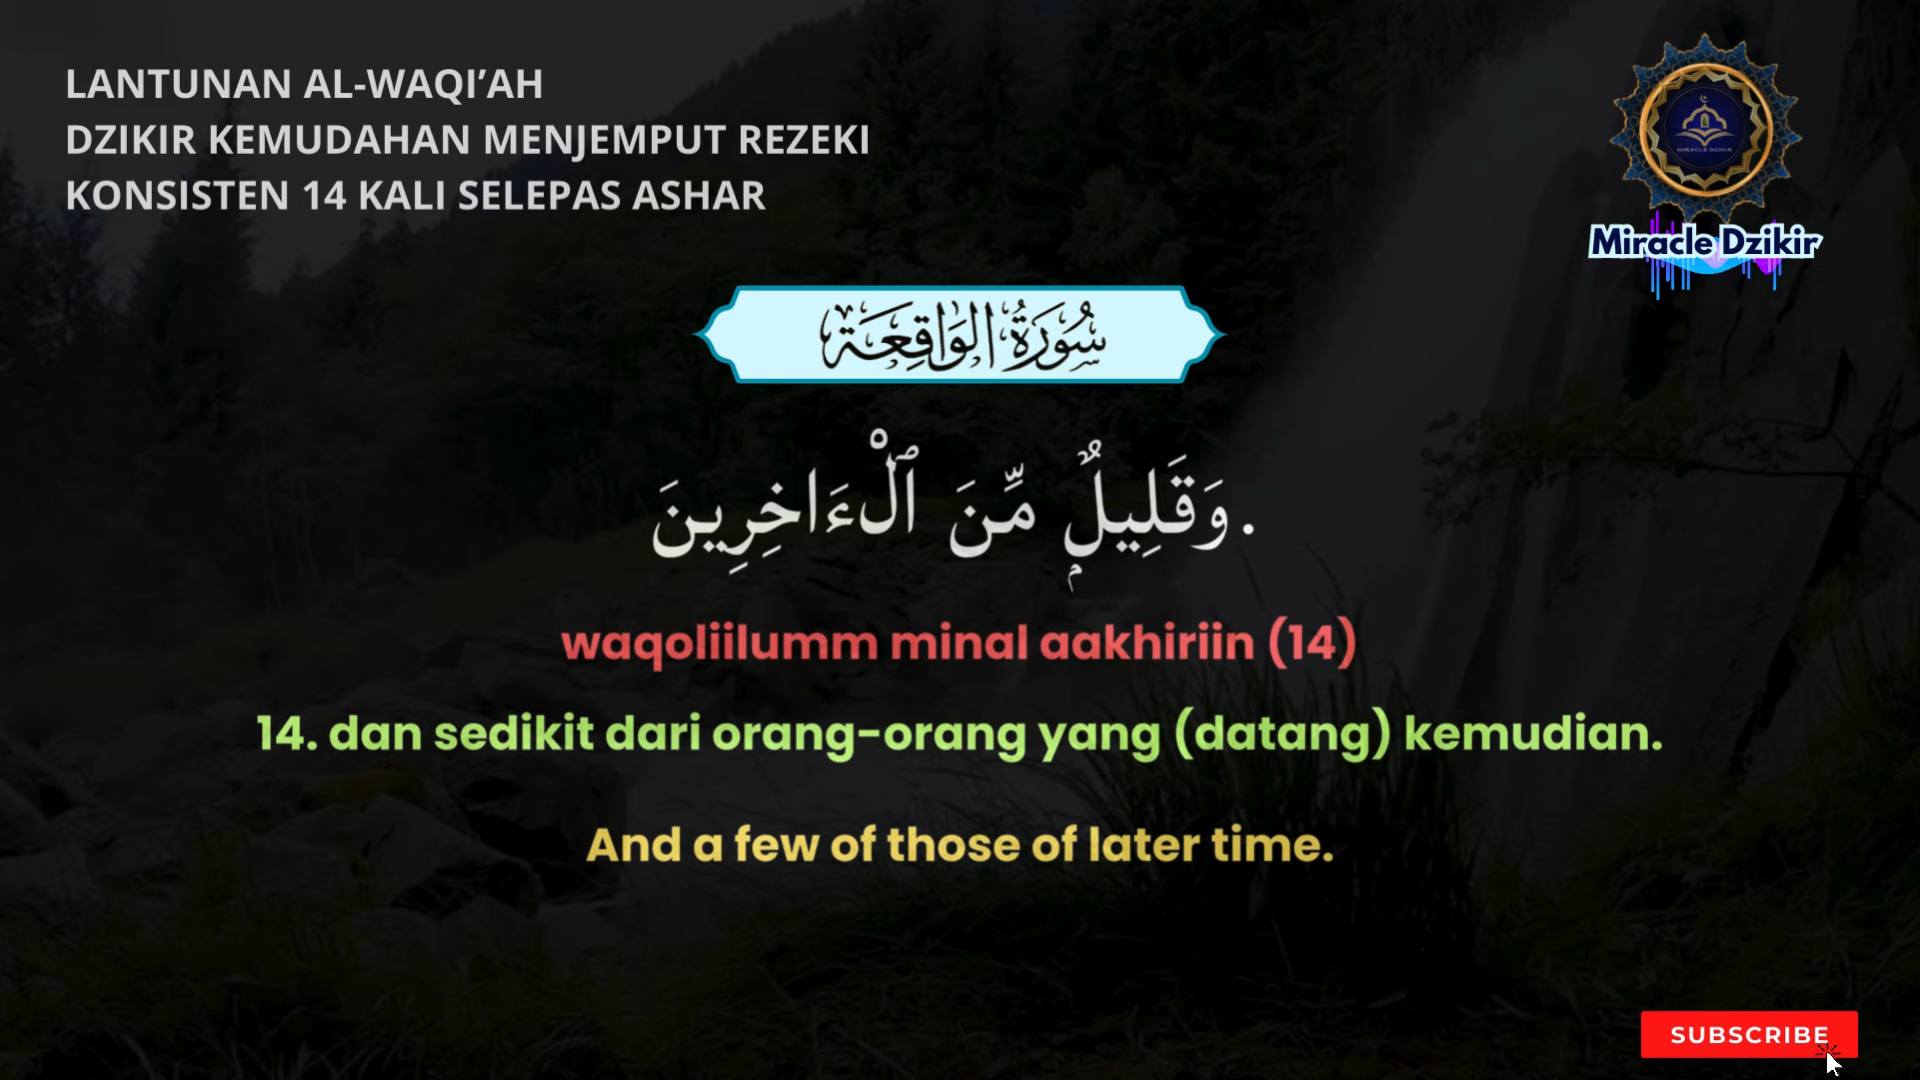 LANTUNAN AL-WAQI’AH
DZIKIR KEMUDAHAN MENJEMPUT REZEKI
KONSISTEN 14 KALI SELEPAS ASHAR
MIRACLE DZIKIR
Miracle Dzikir
سُورَةُ الوَاقِعَة
وَقَلِيلٌۭ مِّنَ ٱلْءَاخِرِينَ.
waqoliilumm minal aakhiriin (14)
14. dan sedikit dari orang-orang yang (datang) kemudian.
And a few of those of later time.
SUBSCRIBE